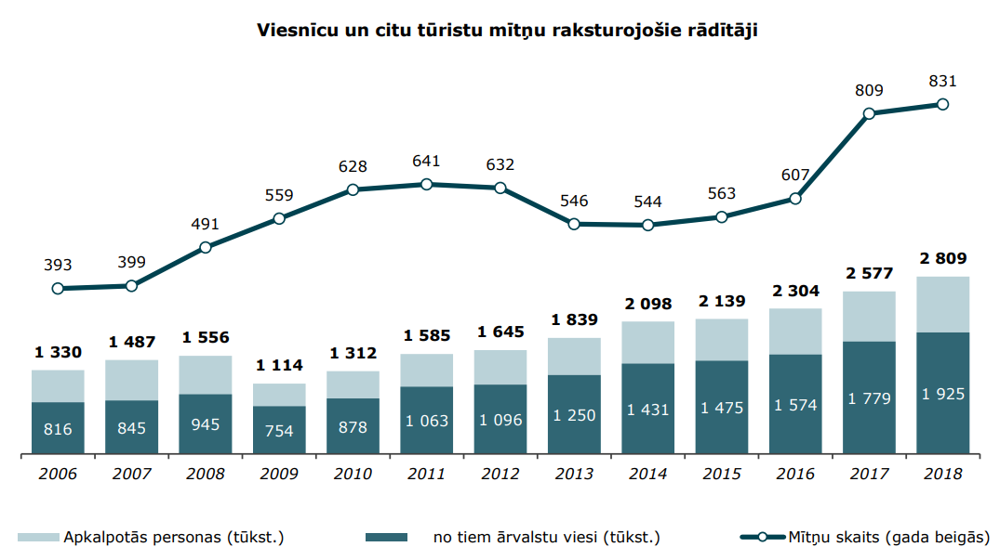 Viesnīcu un citu tūristu mītņu raksturojošie rādītāji
393 399 491 559 628 641 632 546 544 563 607 809 831
1 330 1 487 1 556 1 114 1 312 1 585 1 645 1 839 2 098 2 139 2 304 2 577 2 809
816 845 945 754 878 1 063 1 096 1 250 1 431 1 475 1 574 1 779 1 925
2006 2007 2008 2009 2010 2011 2012 2013 2014 2015 2016 2017 2018
Apkalpotās personas (tūkst.) no tiem ārvalstu viesi (tūkst.) Mītņu skaits (gada beigās)